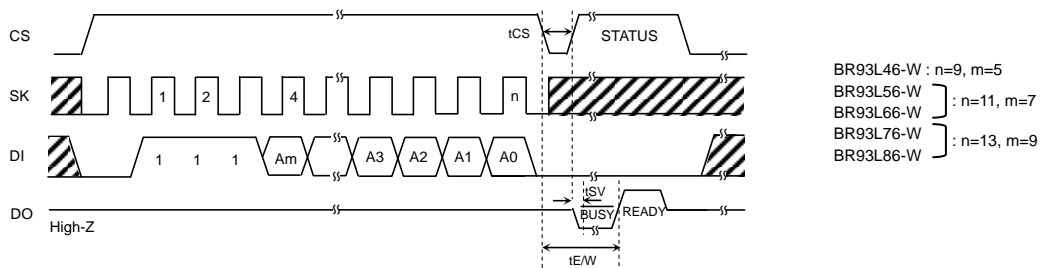 CS
tCS
STATUS
SK
1 2 4 n
DI
1 1 1 Am A3 A2 A1 A0
tSV
DO
BUSY READY
High-Z
tE/W
BR93L46-W : n=9, m=5
BR93L56-W
BR93L66-W
: n=11, m=7
BR93L76-W
BR93L86-W
: n=13, m=9